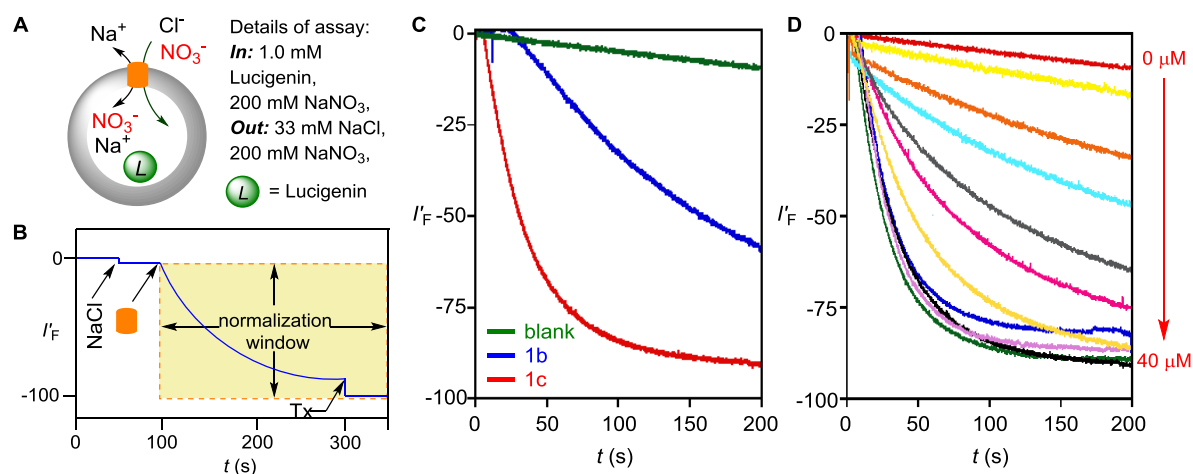 A
Na+
Cl-
NO3-
NO3-
Na+
L
Details of assay:
In: 1.0 mM
Lucigenin,
200 mM NaNO3,
Out: 33 mM NaCl,
200 mM NaNO3,
L = Lucigenin
B
0
-100
I'F
NaCl
normalization
window
Tx
0 100 200 300
t (s)
C
0
-25
-50
-75
-100
I'F
blank
1b
1c
0 50 100 150 200
t (s)
D
0
-25
-50
-75
-100
I'F
0 50 100 150 200
t (s)
0 μM
40 μM